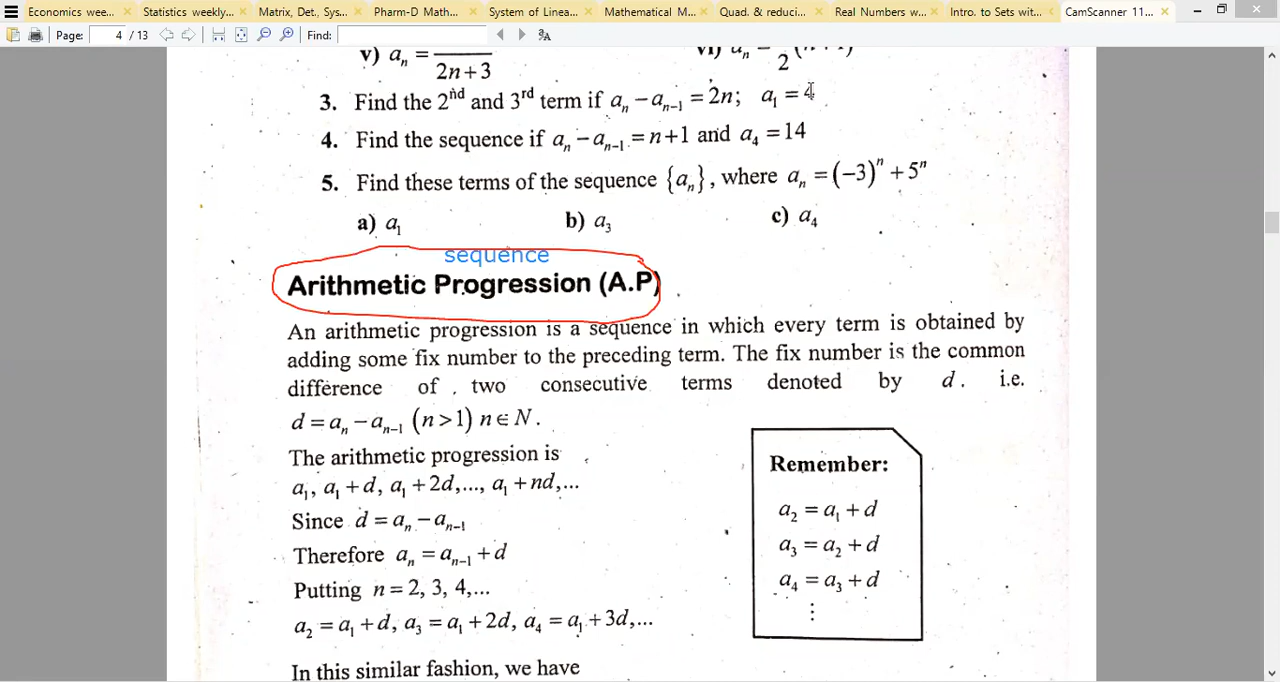 Economics wee... Statistics weekly... Matrix, Det., Sys... Pharm-D Math... System of Linea... Mathematical M... Quad. & reduci... Real Numbers w... Intro. to Sets wit... CamScanner 11...
Page: 4 / 13 Find:
v) aₙ = 2n+3
3. Find the 2nd and 3rd term if aₙ − aₙ₋₁ = 2n; a₁ = 4
4. Find the sequence if aₙ − aₙ₋₁ = n+1 and a₄ = 14
5. Find these terms of the sequence {aₙ}, where aₙ = (−3)ⁿ + 5ⁿ
a) a₁ b) a₃ c) a₄
sequence
Arithmetic Progression (A.P)
An arithmetic progression is a sequence in which every term is obtained by
adding some fix number to the preceding term. The fix number is the common
difference of two consecutive terms denoted by d. i.e.
d = aₙ − aₙ₋₁ (n > 1) n ∈ N.
The arithmetic progression is
a₁, a₁ + d, a₁ + 2d,..., a₁ + nd,...
Since d = aₙ − aₙ₋₁
Therefore aₙ = aₙ₋₁ + d
Putting n = 2, 3, 4,...
a₂ = a₁ + d, a₃ = a₁ + 2d, a₄ = a₁ + 3d,...
In this similar fashion, we have
Remember:
a₂ = a₁ + d
a₃ = a₂ + d
a₄ = a₃ + d
⋮